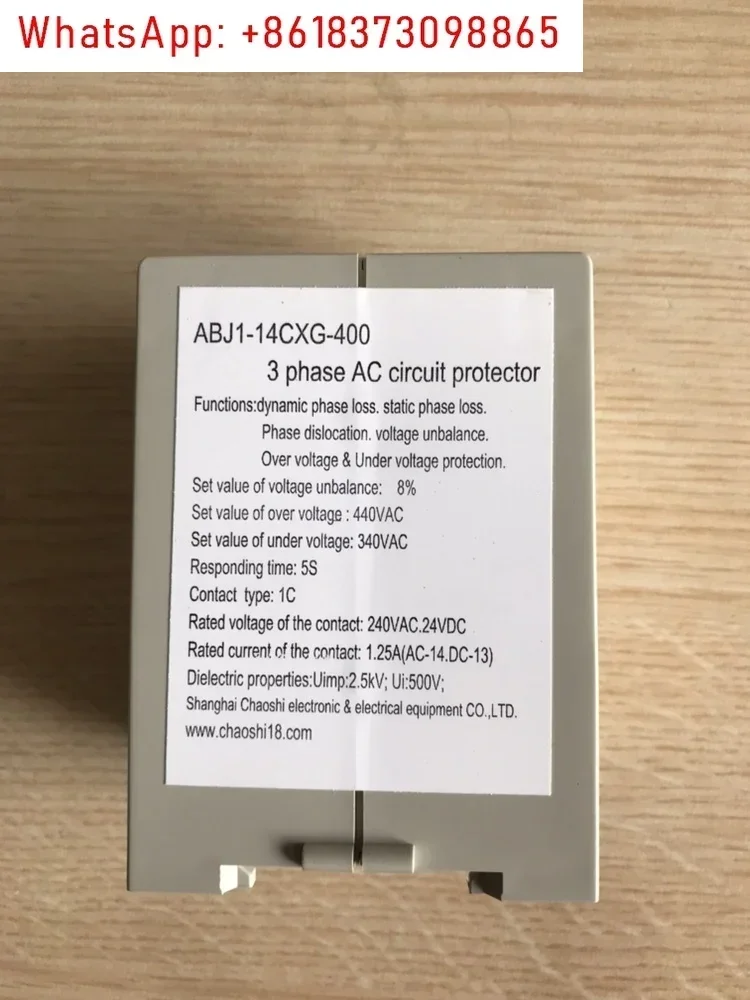 WhatsApp: +8618373098865
ABJ1-14CXG-400
3 phase AC circuit protector
Functions:dynamic phase loss. static phase loss.
Phase dislocation. voltage unbalance.
Over voltage & Under voltage protection.
Set value of voltage unbalance: 8%
Set value of over voltage : 440VAC
Set value of under voltage: 340VAC
Responding time: 5S
Contact type: 1C
Rated voltage of the contact: 240VAC.24VDC
Rated current of the contact: 1.25A(AC-14.DC-13)
Dielectric properties:Uimp:2.5kV; Ui:500V;
Shanghai Chaoshi electronic & electrical equipment CO.,LTD.
www.chaoshi18.com